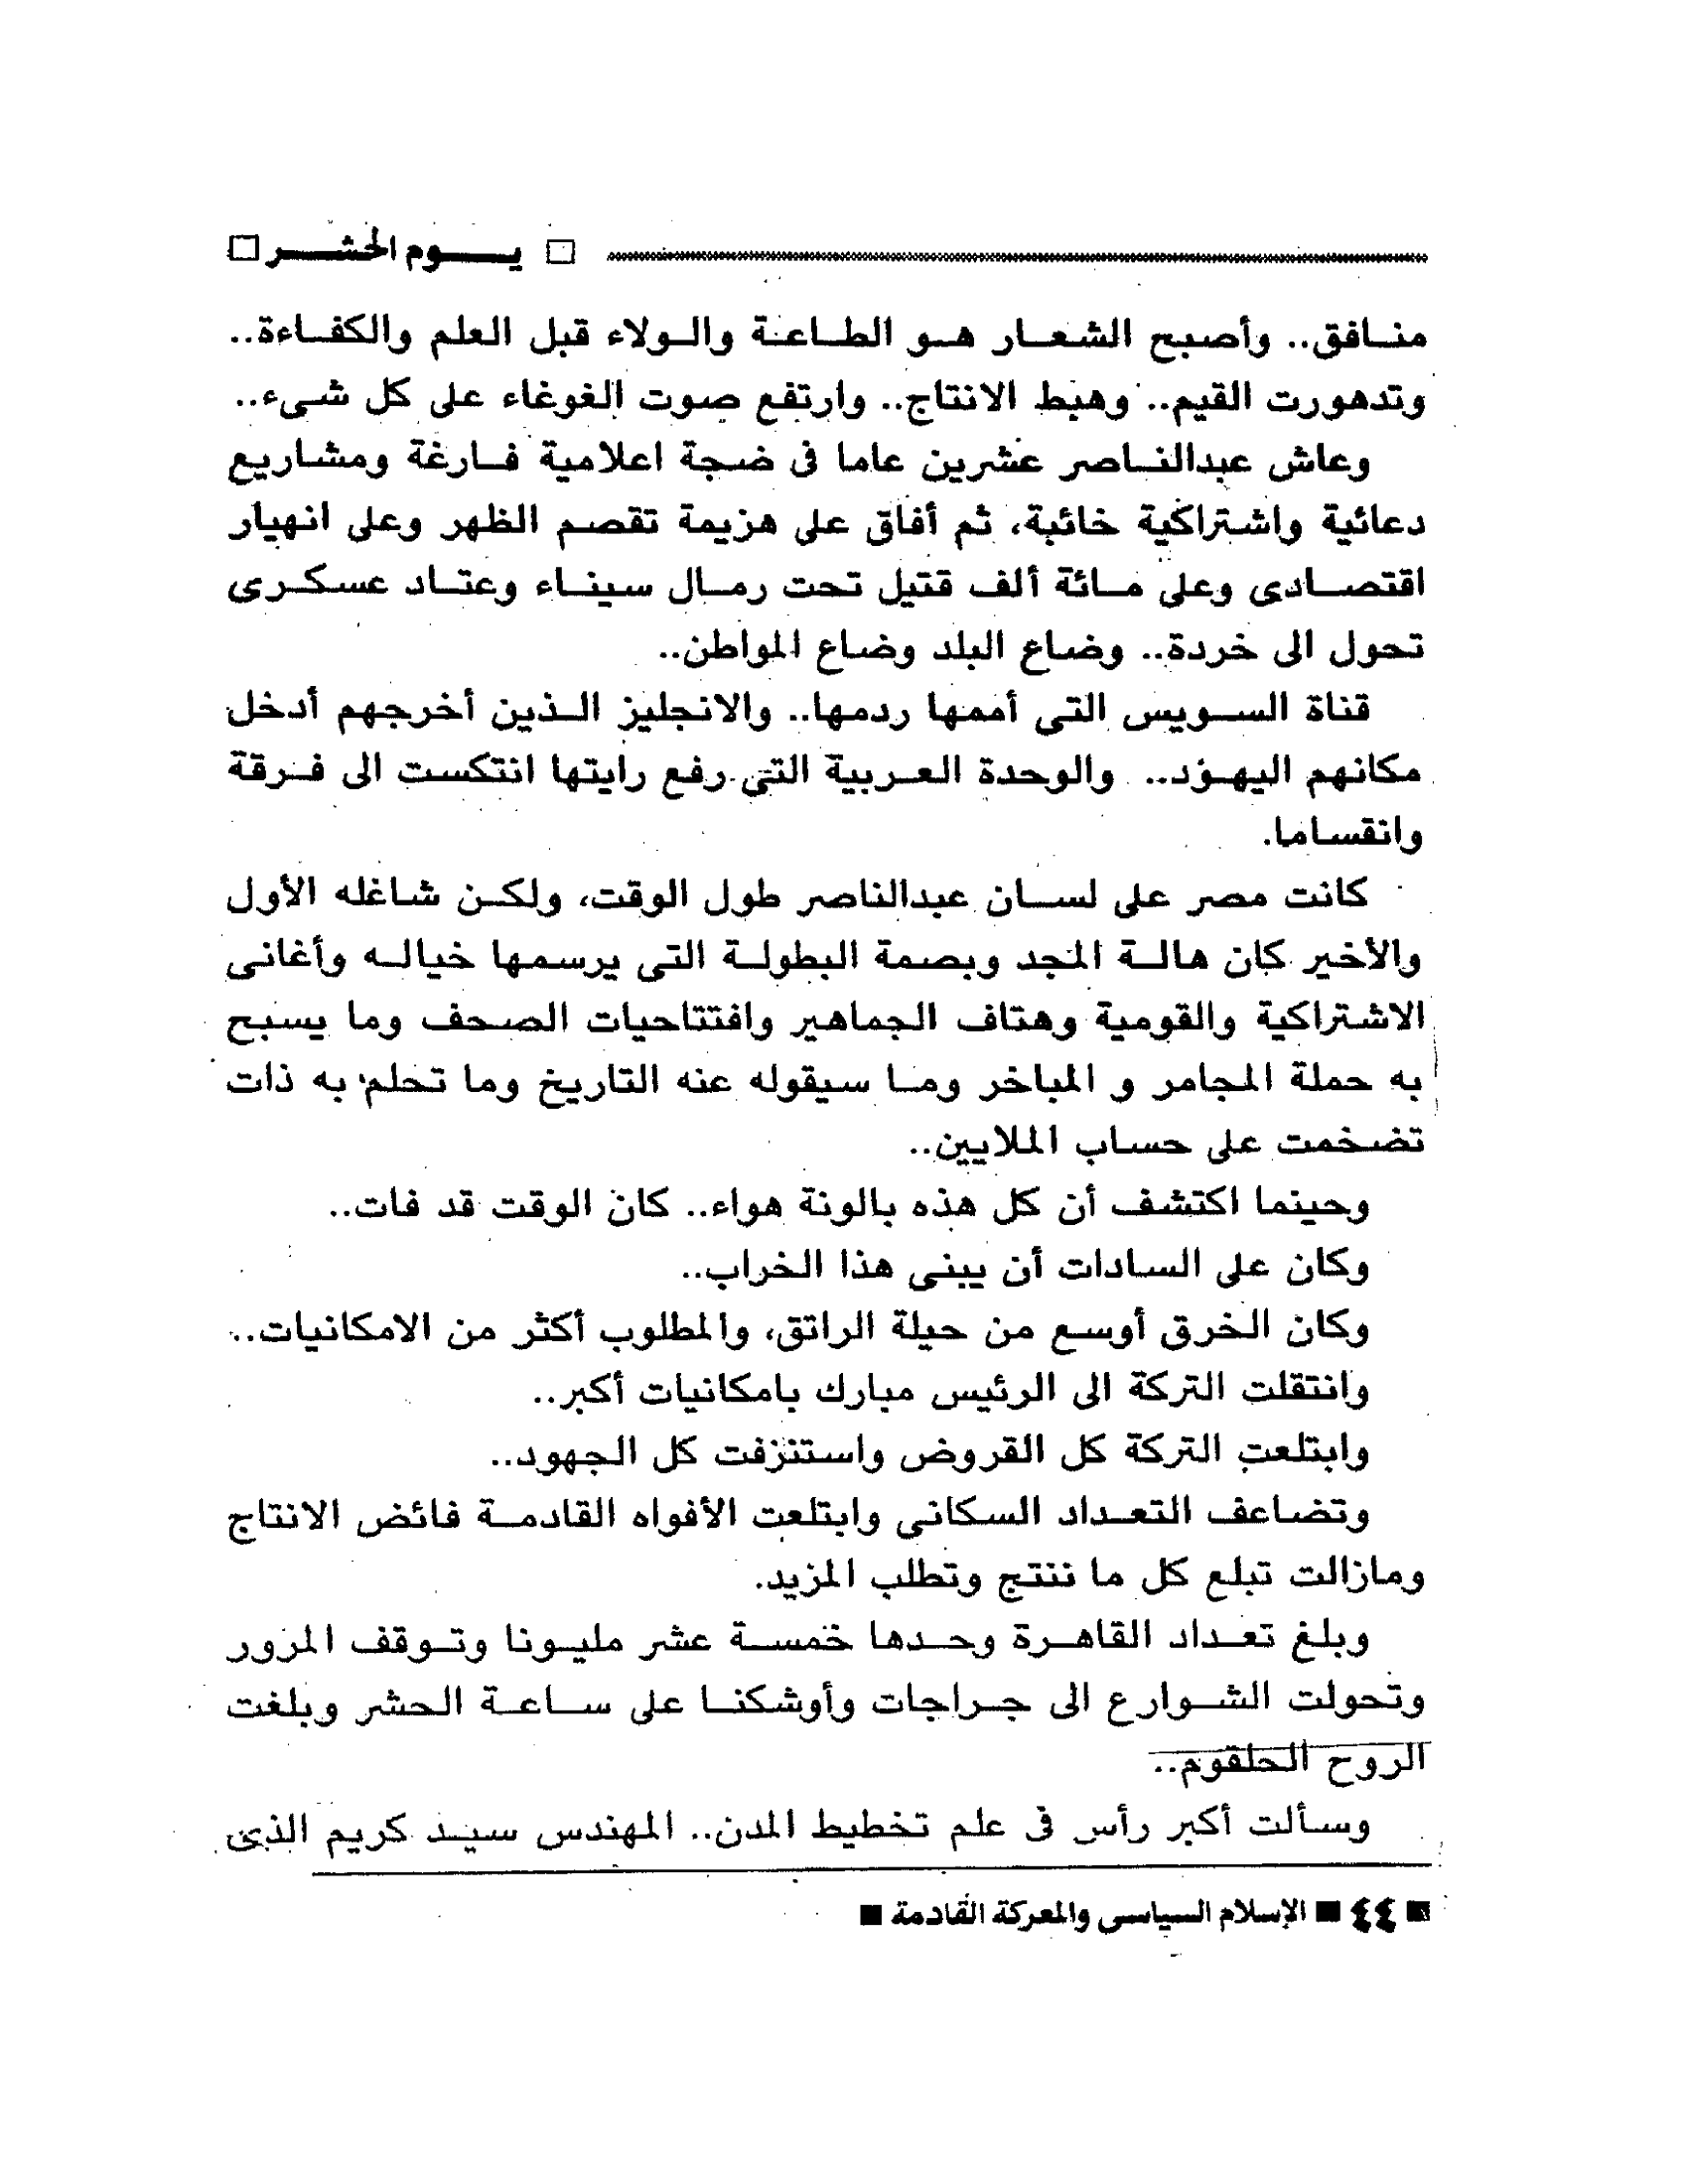 □ يـــوم الحشـــر □
منافق.. وأصبح الشعار هو الطاعة والولاء قبل العلم والكفاءة..
وتدهورت القيم.. وهبط الانتاج.. وارتفع صوت الغوغاء على كل شىء..
وعاش عبدالناصر عشرين عاما فى ضجة اعلامية فارغة ومشاريع
دعائية واشتراكية خائبة، ثم أفاق على هزيمة تقصم الظهر وعلى انهيار
اقتصادى وعلى مائة ألف قتيل تحت رمال سيناء وعتاد عسكرى
تحول الى خردة.. وضاع البلد وضاع المواطن..
قناة السويس التى أممها ردمها.. والانجليز الذين أخرجهم أدخل
مكانهم اليهود.. والوحدة العربية التى رفع رايتها انتكست الى فرقة
وانقساما.
كانت مصر على لسان عبدالناصر طول الوقت، ولكن شاغله الأول
والأخير كان هالة المجد وبصمة البطولة التى يرسمها خياله وأغانى
الاشتراكية والقومية وهتاف الجماهير وافتتاحيات الصحف وما يسبح
به حملة المجامر و المباخر وما سيقوله عنه التاريخ وما تحلم به ذات
تضخمت على حساب الملايين..
وحينما اكتشف أن كل هذه بالونة هواء.. كان الوقت قد فات..
وكان على السادات أن يبنى هذا الخراب..
وكان الخرق أوسع من حيلة الراتق، والمطلوب أكثر من الامكانيات..
وانتقلت التركة الى الرئيس مبارك بامكانيات أكبر..
وابتلعت التركة كل القروض واستنزفت كل الجهود..
وتضاعف التعداد السكانى وابتلعت الأفواه القادمة فائض الانتاج
ومازالت تبلع كل ما ننتج وتطلب المزيد.
وبلغ تعداد القاهرة وحدها خمسة عشر مليونا وتوقف المرور
وتحولت الشوارع الى جراجات وأوشكنا على ساعة الحشر وبلغت
الروح الحلقوم..
وسألت أكبر رأس فى علم تخطيط المدن.. المهندس سيد كريم الذى
■ ٤٤ ■ الإسلام السياسى والمعركة القادمة ■